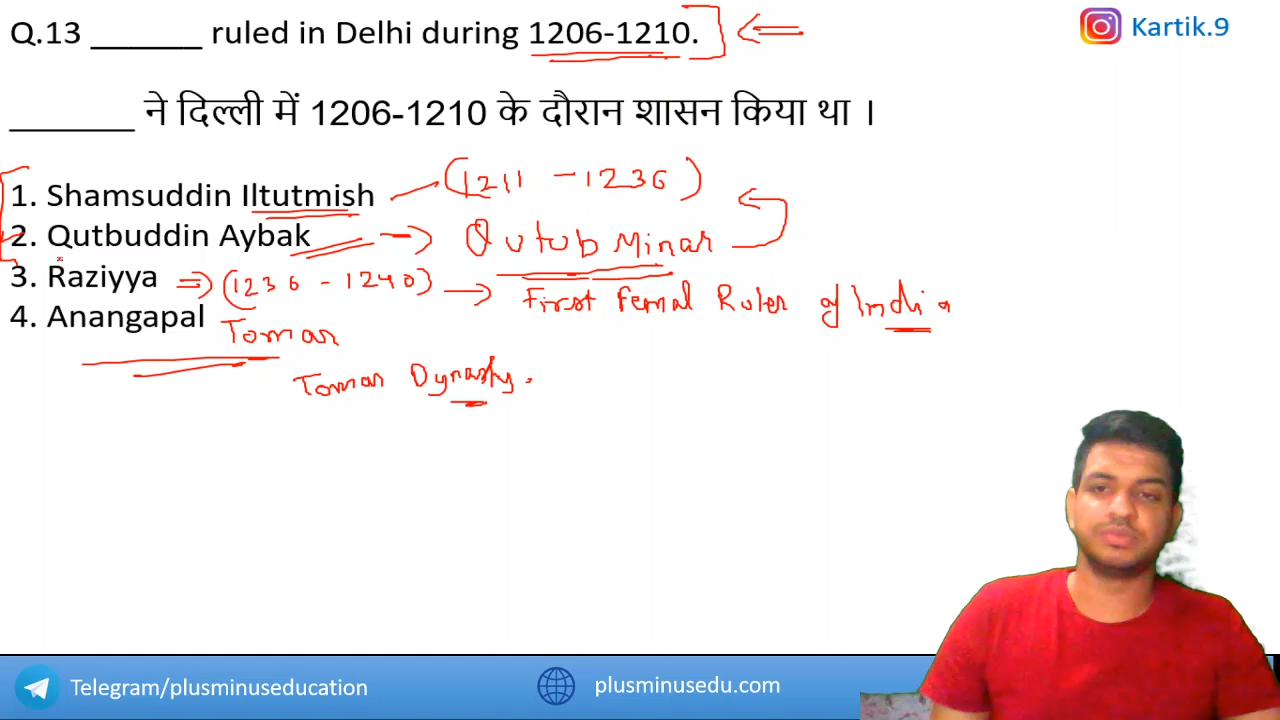 Q.13 ______ ruled in Delhi during 1206-1210.
Kartik.9
_______ ने दिल्ली में 1206-1210 के दौरान शासन किया था ।
1. Shamsuddin Iltutmish (1211 - 1236)
2. Qutbuddin Aybak → Qutub Minar
3. Raziyya ⇒ (1236 - 1240) → First Femal Ruler of India
4. Anangapal Tomar
Tomar Dynasty.
Telegram/plusminuseducation
plusminusedu.com